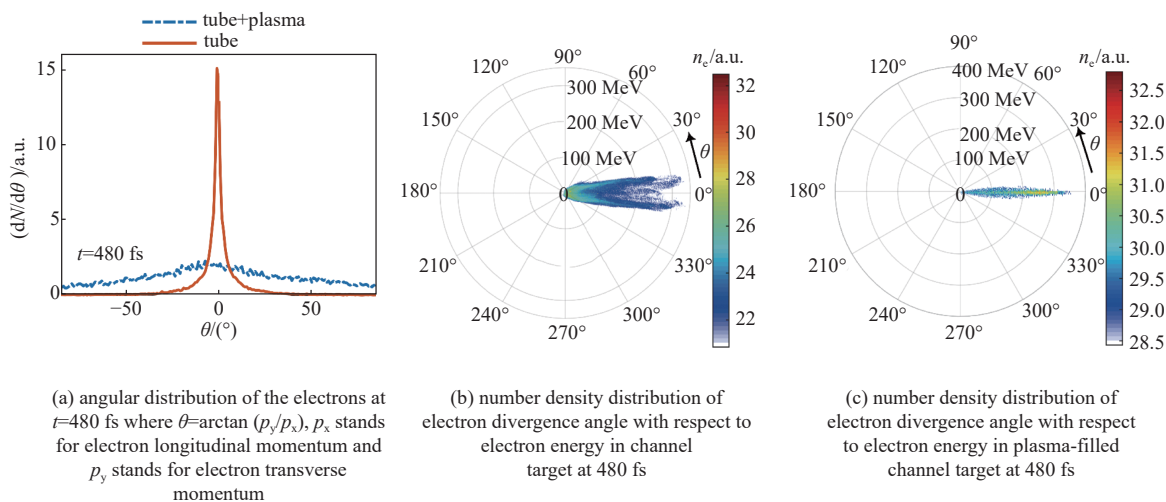 tube+plasma
tube
15
10
5
0
(dN/dθ)/a.u.
t=480 fs
−50
0
50
θ/(°)
(a) angular distribution of the electrons at
t=480 fs where θ=arctan (p_y/p_x), p_x stands
for electron longitudinal momentum and
p_y stands for electron transverse
momentum
90°
120°
60°
150°
30°
180°
0°
210°
330°
240°
300°
270°
300 MeV
200 MeV
100 MeV
0
θ
n_e/a.u.
32
30
28
26
24
22
(b) number density distribution of
electron divergence angle with respect to
electron energy in channel
target at 480 fs
90°
120°
60°
150°
30°
180°
0°
210°
330°
240°
300°
270°
400 MeV
300 MeV
200 MeV
100 MeV
0
θ
n_e/a.u.
32.5
32.0
31.5
31.0
30.5
30.0
29.5
29.0
28.5
(c) number density distribution of
electron divergence angle with respect
to electron energy in plasma-filled
channel target at 480 fs